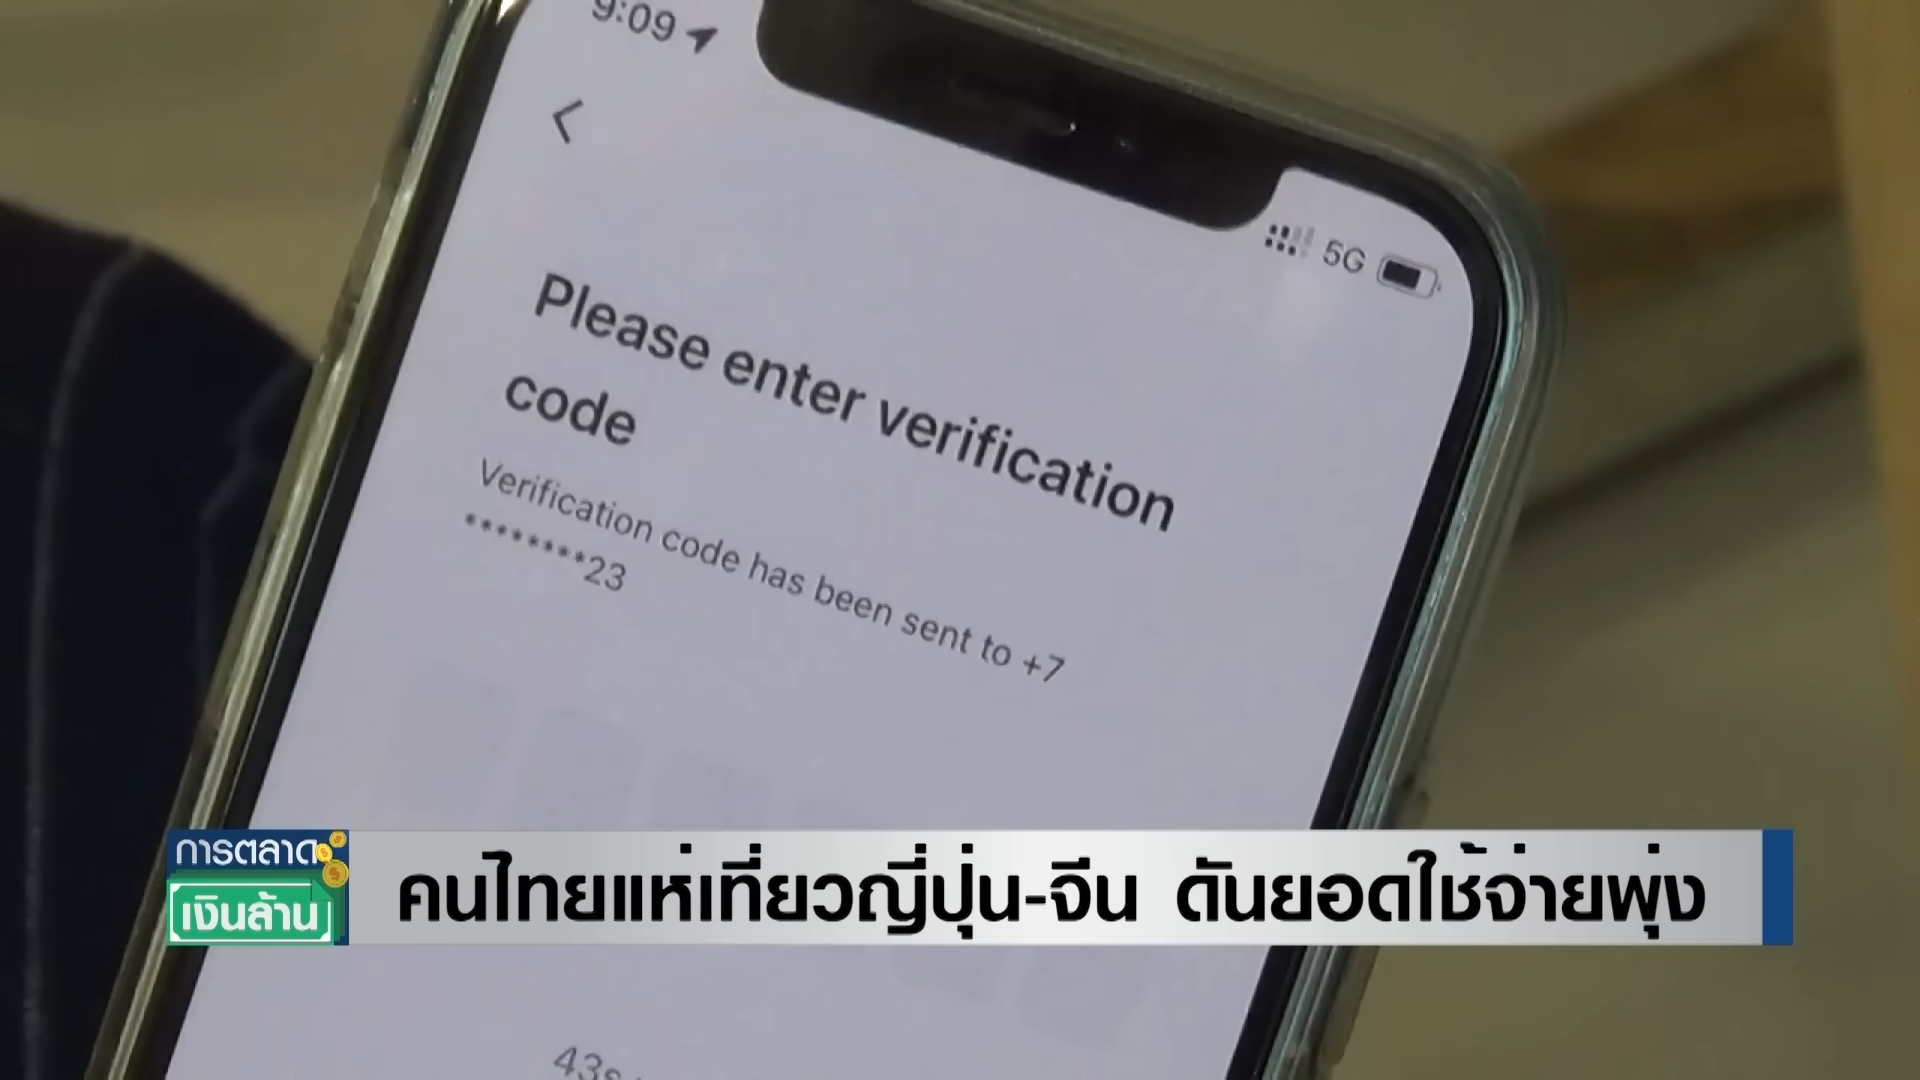 9:09
5G
Please enter verification
code
Verification code has been sent to +7
********23
การตลาด
เงินล้าน
คนไทยแห่เที่ยวญี่ปุ่น-จีน ดันยอดใช้จ่ายพุ่ง
43s